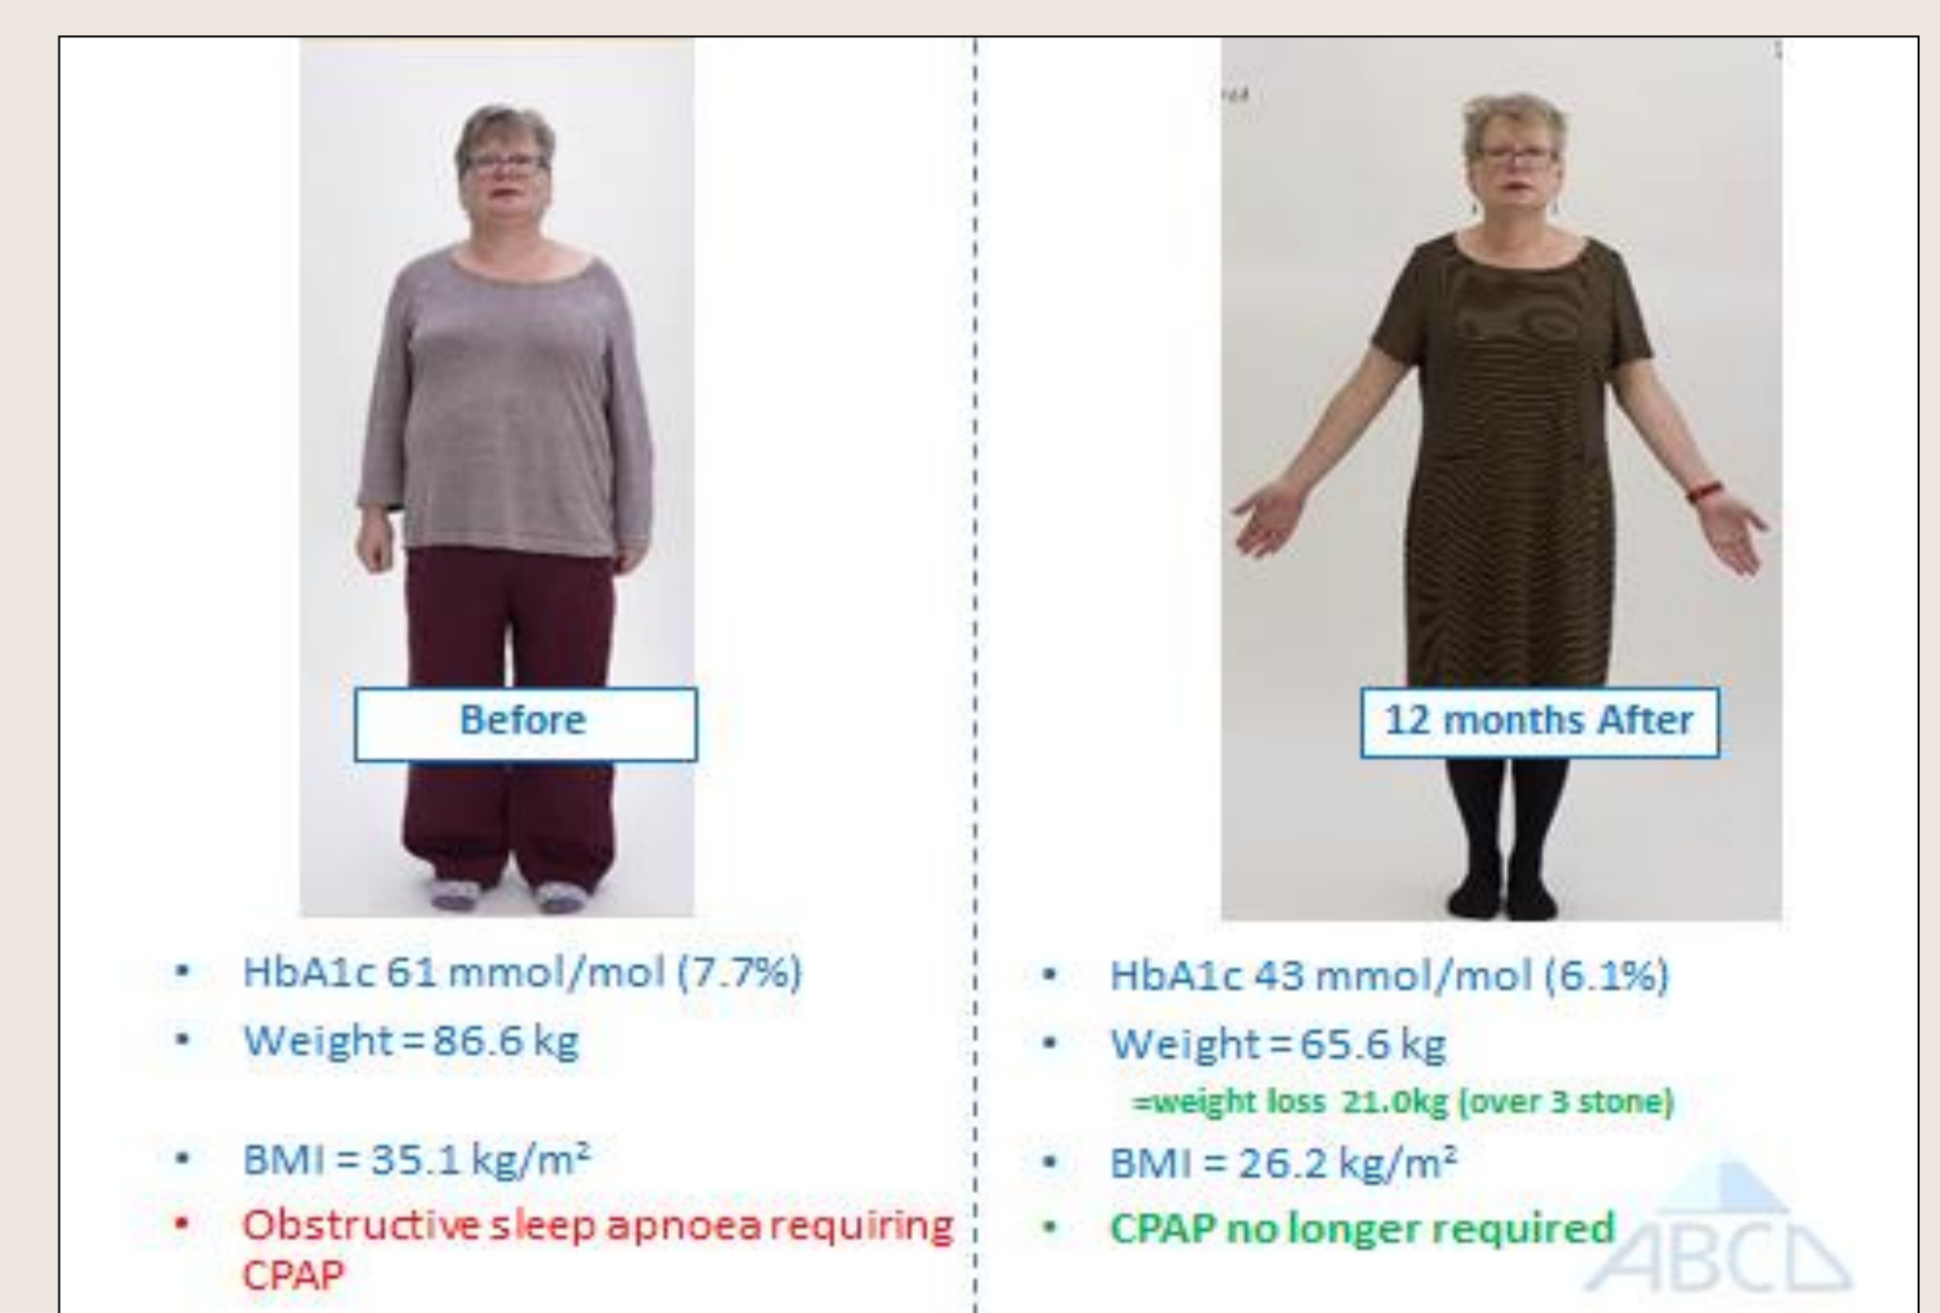 Before
HbA1c 61 mmol/mol (7.7%)
Weight = 86.6 kg
BMI = 35.1 kg/m²
Obstructive sleep apnoea requiring
CPAP
12 months After
HbA1c 43 mmol/mol (6.1%)
Weight = 65.6 kg
=weight loss 21.0kg (over 3 stone)
BMI = 26.2 kg/m²
CPAP no longer required
ABCD